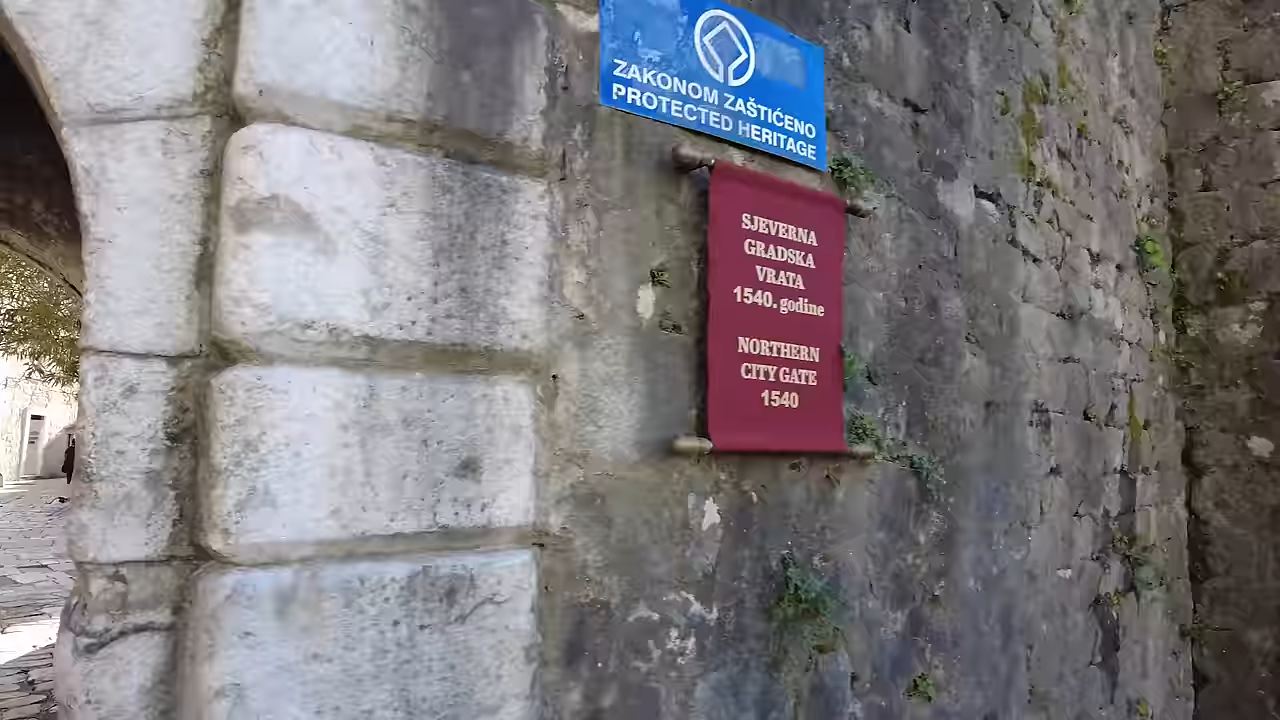 ZAKONOM ZAŠTIĆENO
PROTECTED HERITAGE
SJEVERNA
GRADSKA
VRATA
1540. godine
NORTHERN
CITY GATE
1540